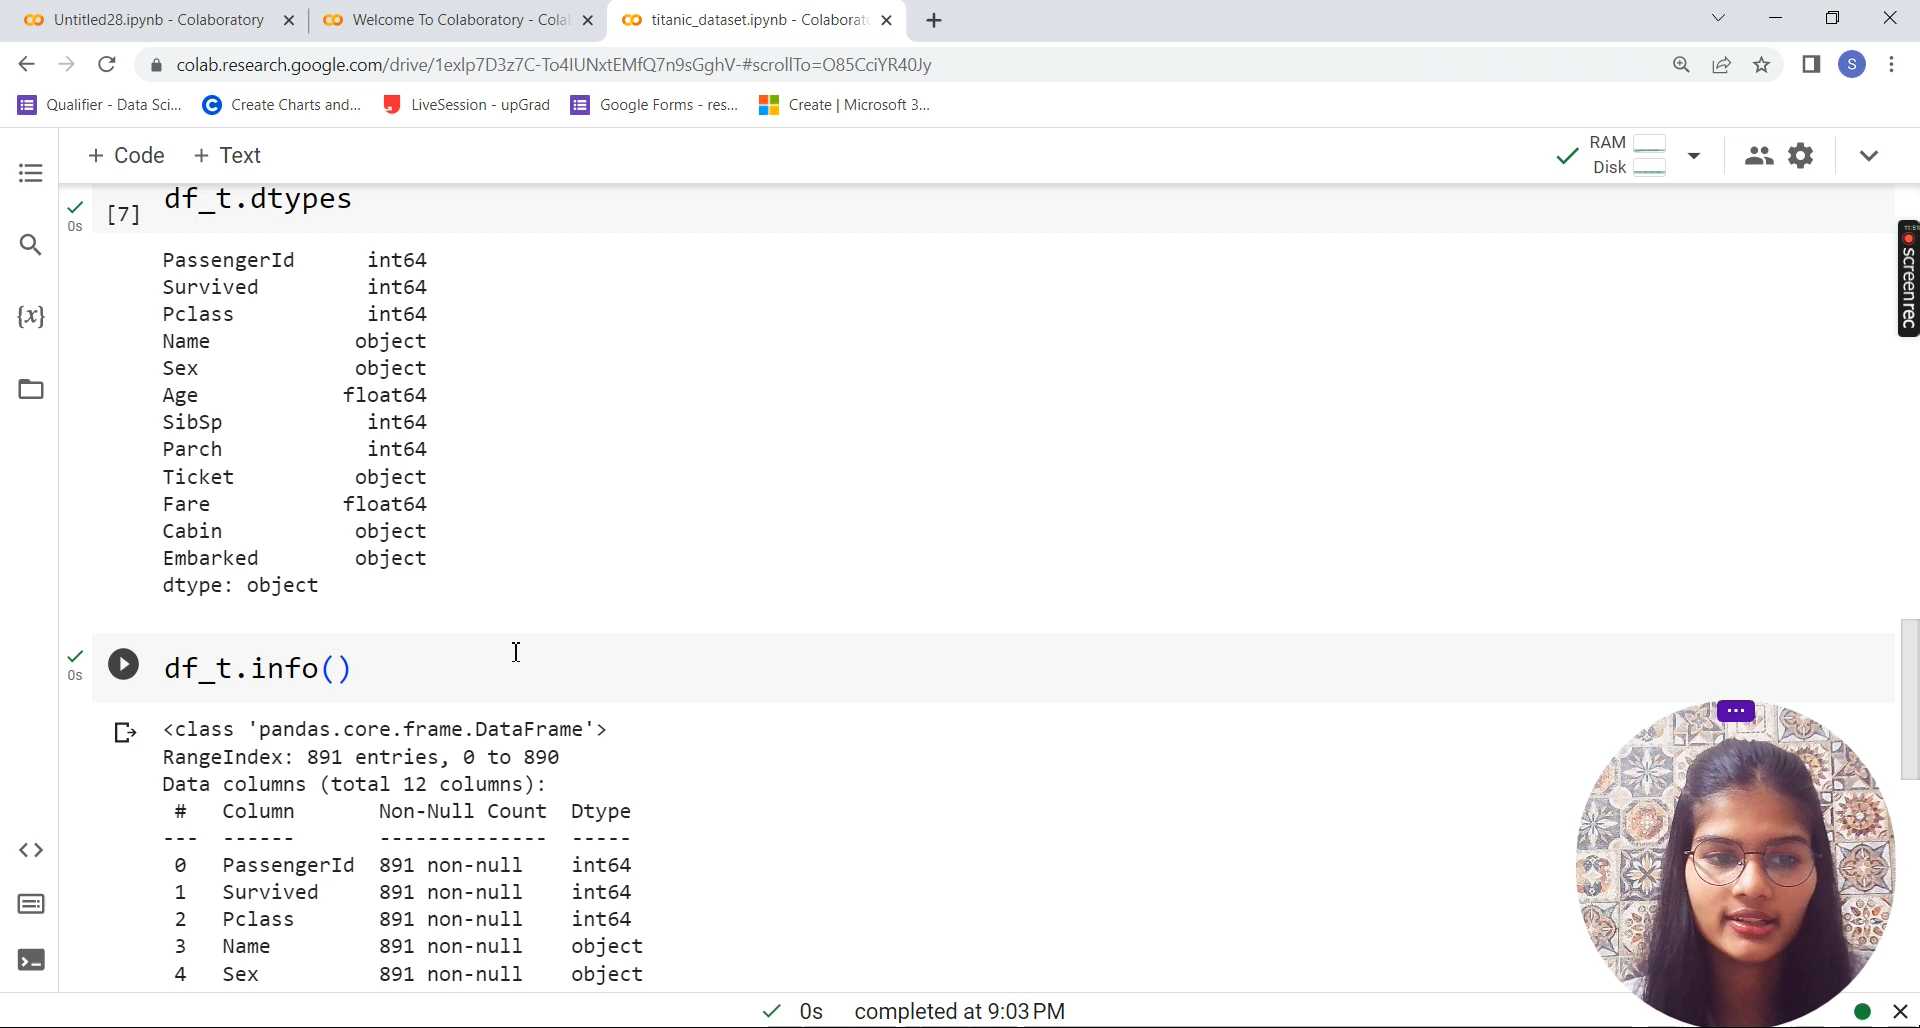 Untitled28.ipynb - Colaboratory
Welcome To Colaboratory - Cola
titanic_dataset.ipynb - Colaborat
colab.research.google.com/drive/1exlp7D3z7C-To4IUNxtEMfQ7n9sGghV-#scrollTo=O85CciYR40Jy
S
Qualifier - Data Sci...
Create Charts and...
LiveSession - upGrad
Google Forms - res...
Create | Microsoft 3...
+ Code + Text
RAM
Disk
[7] df_t.dtypes
0s
PassengerId int64
Survived int64
Pclass int64
Name object
Sex object
Age float64
SibSp int64
Parch int64
Ticket object
Fare float64
Cabin object
Embarked object
dtype: object
df_t.info()
0s
<class 'pandas.core.frame.DataFrame'>
RangeIndex: 891 entries, 0 to 890
Data columns (total 12 columns):
# Column Non-Null Count Dtype
--- ------ -------------- -----
0 PassengerId 891 non-null int64
1 Survived 891 non-null int64
2 Pclass 891 non-null int64
3 Name 891 non-null object
4 Sex 891 non-null object
0s completed at 9:03 PM
screenrec
{x}